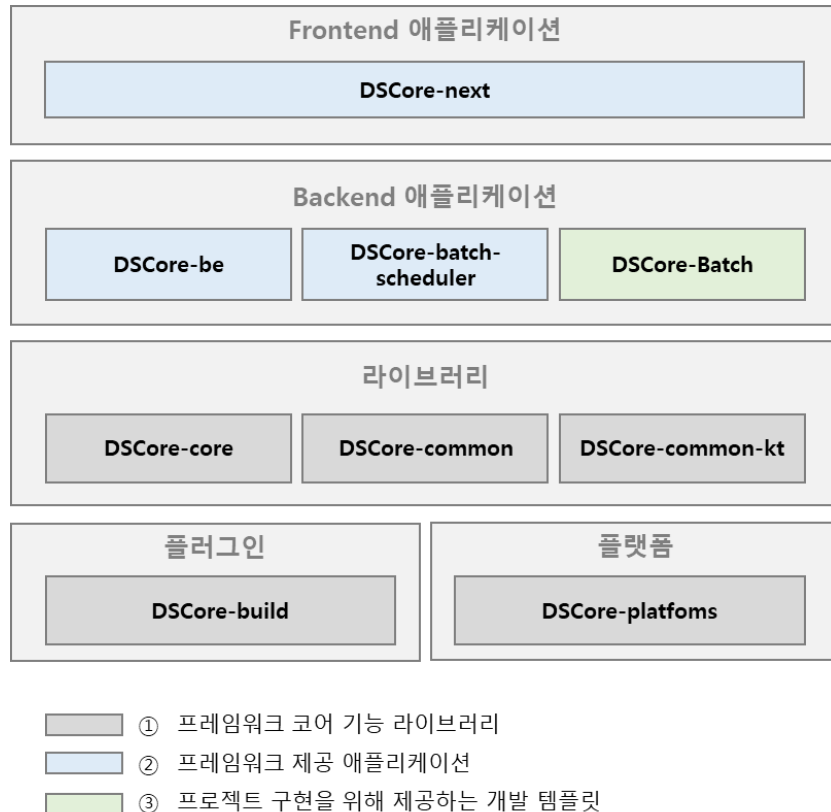 Frontend 애플리케이션
DSCore-next
Backend 애플리케이션
DSCore-be
DSCore-batch-
scheduler
DSCore-Batch
라이브러리
DSCore-core
DSCore-common
DSCore-common-kt
플러그인
플랫폼
DSCore-build
DSCore-platfoms
① 프레임워크 코어 기능 라이브러리
② 프레임워크 제공 애플리케이션
③ 프로젝트 구현을 위해 제공하는 개발 템플릿